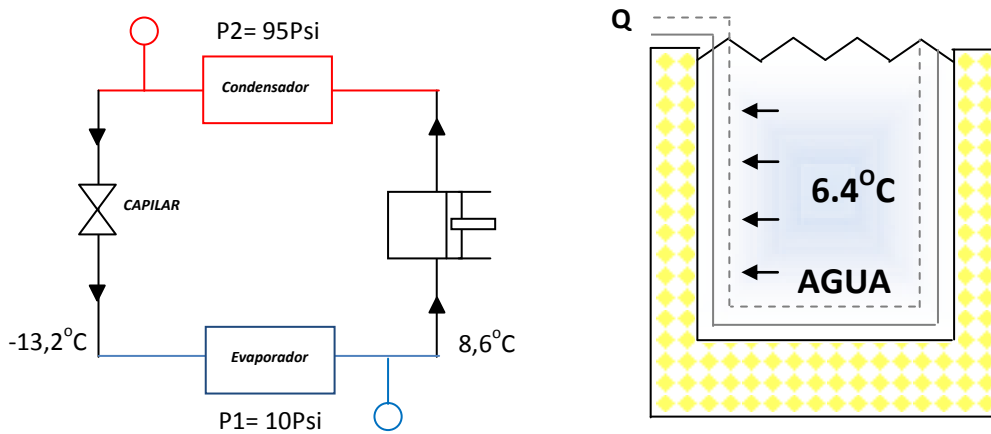 P2= 95Psi
Condensador
CAPILAR
-13,2°C
Evaporador
8,6°C
P1= 10Psi
Q
6.4°C
AGUA